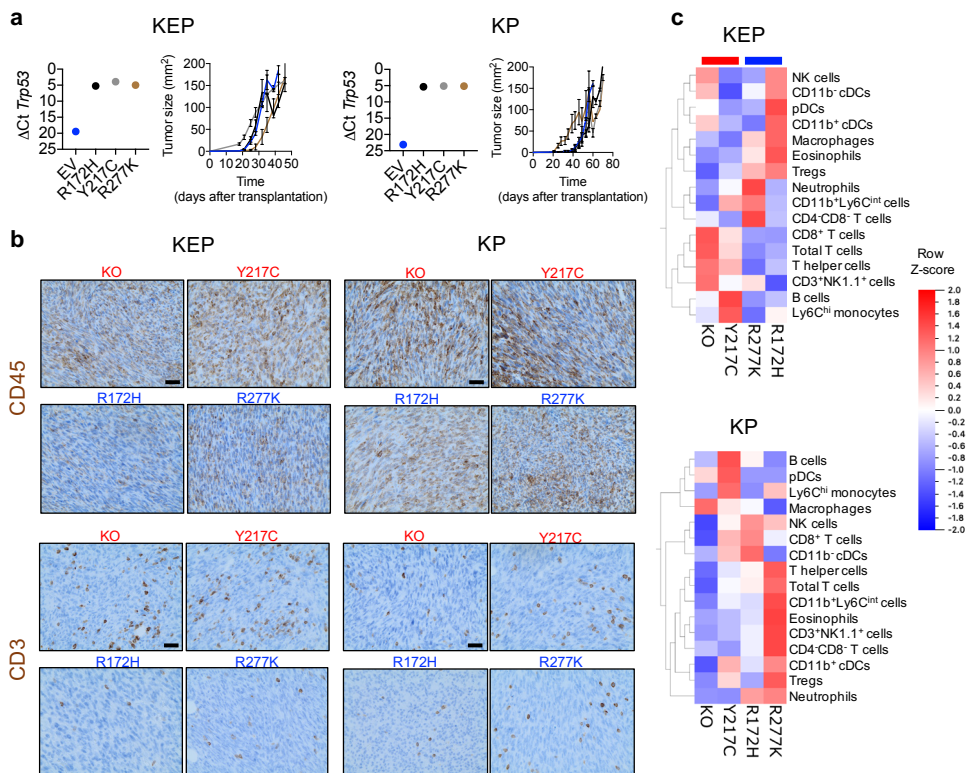 a
KEP
KP
ΔCt Trp53
0
5
10
15
20
25
EV
R172H
Y217C
R277K
Tumor size (mm²)
200
150
100
50
0
0 10 20 30 40 50
Time
(days after transplantation)
ΔCt Trp53
0
5
10
15
20
25
EV
R172H
Y217C
R277K
Tumor size (mm²)
200
150
100
50
0
0 20 40 60 80
Time
(days after transplantation)
b
KEP
KP
CD45
KO
Y217C
KO
Y217C
R172H
R277K
R172H
R277K
CD3
KO
Y217C
KO
Y217C
R172H
R277K
R172H
R277K
c
KEP
NK cells
CD11b⁻ cDCs
pDCs
CD11b⁺ cDCs
Macrophages
Eosinophils
Tregs
Neutrophils
CD11b⁺Ly6Cⁱⁿᵗ cells
CD4⁻CD8⁻ T cells
CD8⁺ T cells
Total T cells
T helper cells
CD3⁺NK1.1⁺ cells
B cells
Ly6Cʰⁱ monocytes
KO
Y217C
R277K
R172H
Row
Z-score
2.0
1.8
1.6
1.4
1.2
1.0
0.8
0.6
0.4
0.2
0.0
-0.2
-0.4
-0.6
-0.8
-1.0
-1.2
-1.4
-1.6
-1.8
-2.0
KP
B cells
pDCs
Ly6Cʰⁱ monocytes
Macrophages
NK cells
CD8⁺ T cells
CD11b⁻ cDCs
T helper cells
Total T cells
CD11b⁺Ly6Cⁱⁿᵗ cells
Eosinophils
CD3⁺NK1.1⁺ cells
CD4⁻CD8⁻ T cells
CD11b⁺ cDCs
Tregs
Neutrophils
KO
Y217C
R172H
R277K